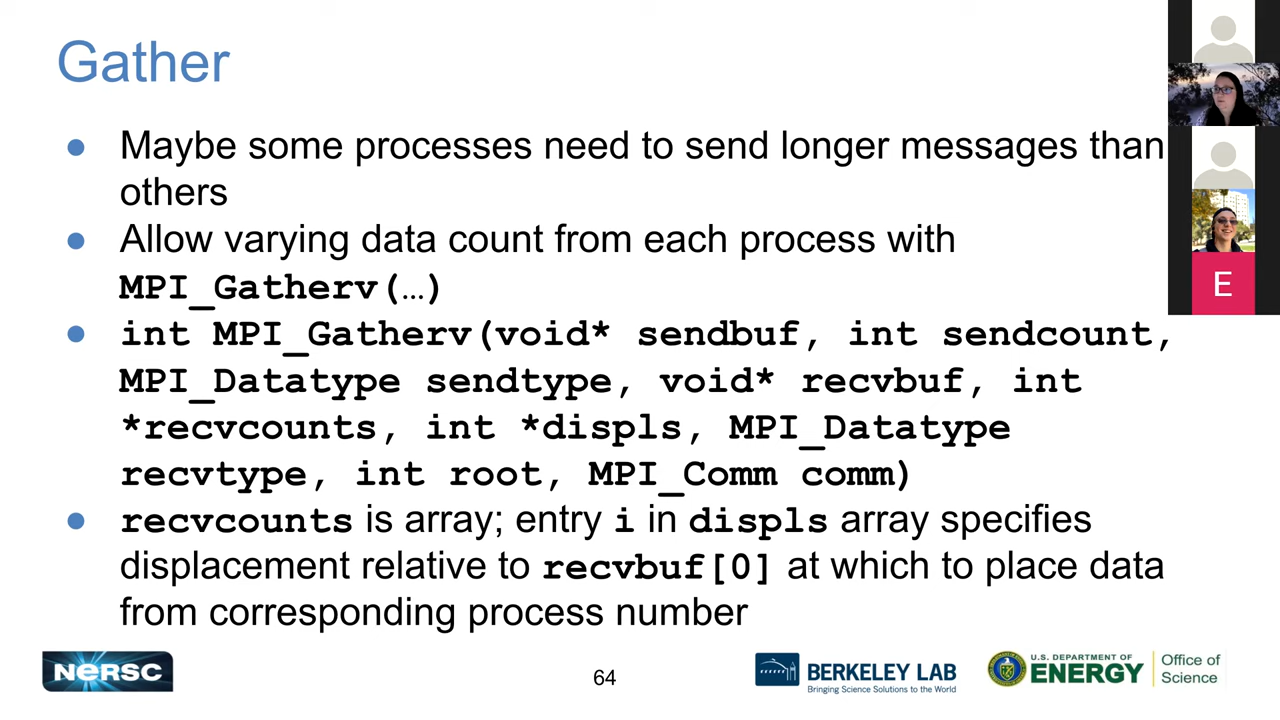 Gather
● Maybe some processes need to send longer messages than
others
● Allow varying data count from each process with
MPI_Gatherv(…)
● int MPI_Gatherv(void* sendbuf, int sendcount,
MPI_Datatype sendtype, void* recvbuf, int
*recvcounts, int *displs, MPI_Datatype
recvtype, int root, MPI_Comm comm)
● recvcounts is array; entry i in displs array specifies
displacement relative to recvbuf[0] at which to place data
from corresponding process number
E
NERSC
64
BERKELEY LAB
Bringing Science Solutions to the World
U.S. DEPARTMENT OF
ENERGY
Office of
Science